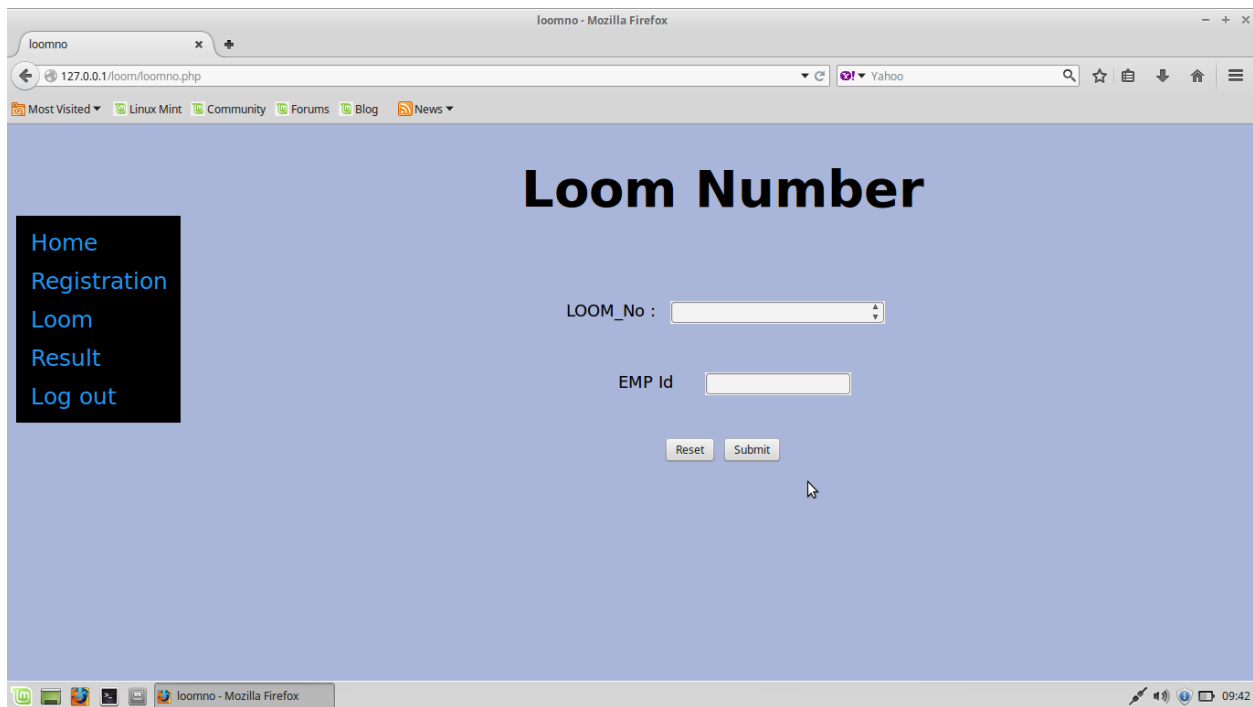 loomno - Mozilla Firefox
loomno
127.0.0.1/loom/loomno.php
Yahoo
Most Visited Linux Mint Community Forums Blog News
Loom Number
Home
Registration
Loom
Result
Log out
LOOM_No :
EMP Id
Reset Submit
loomno - Mozilla Firefox
09:42